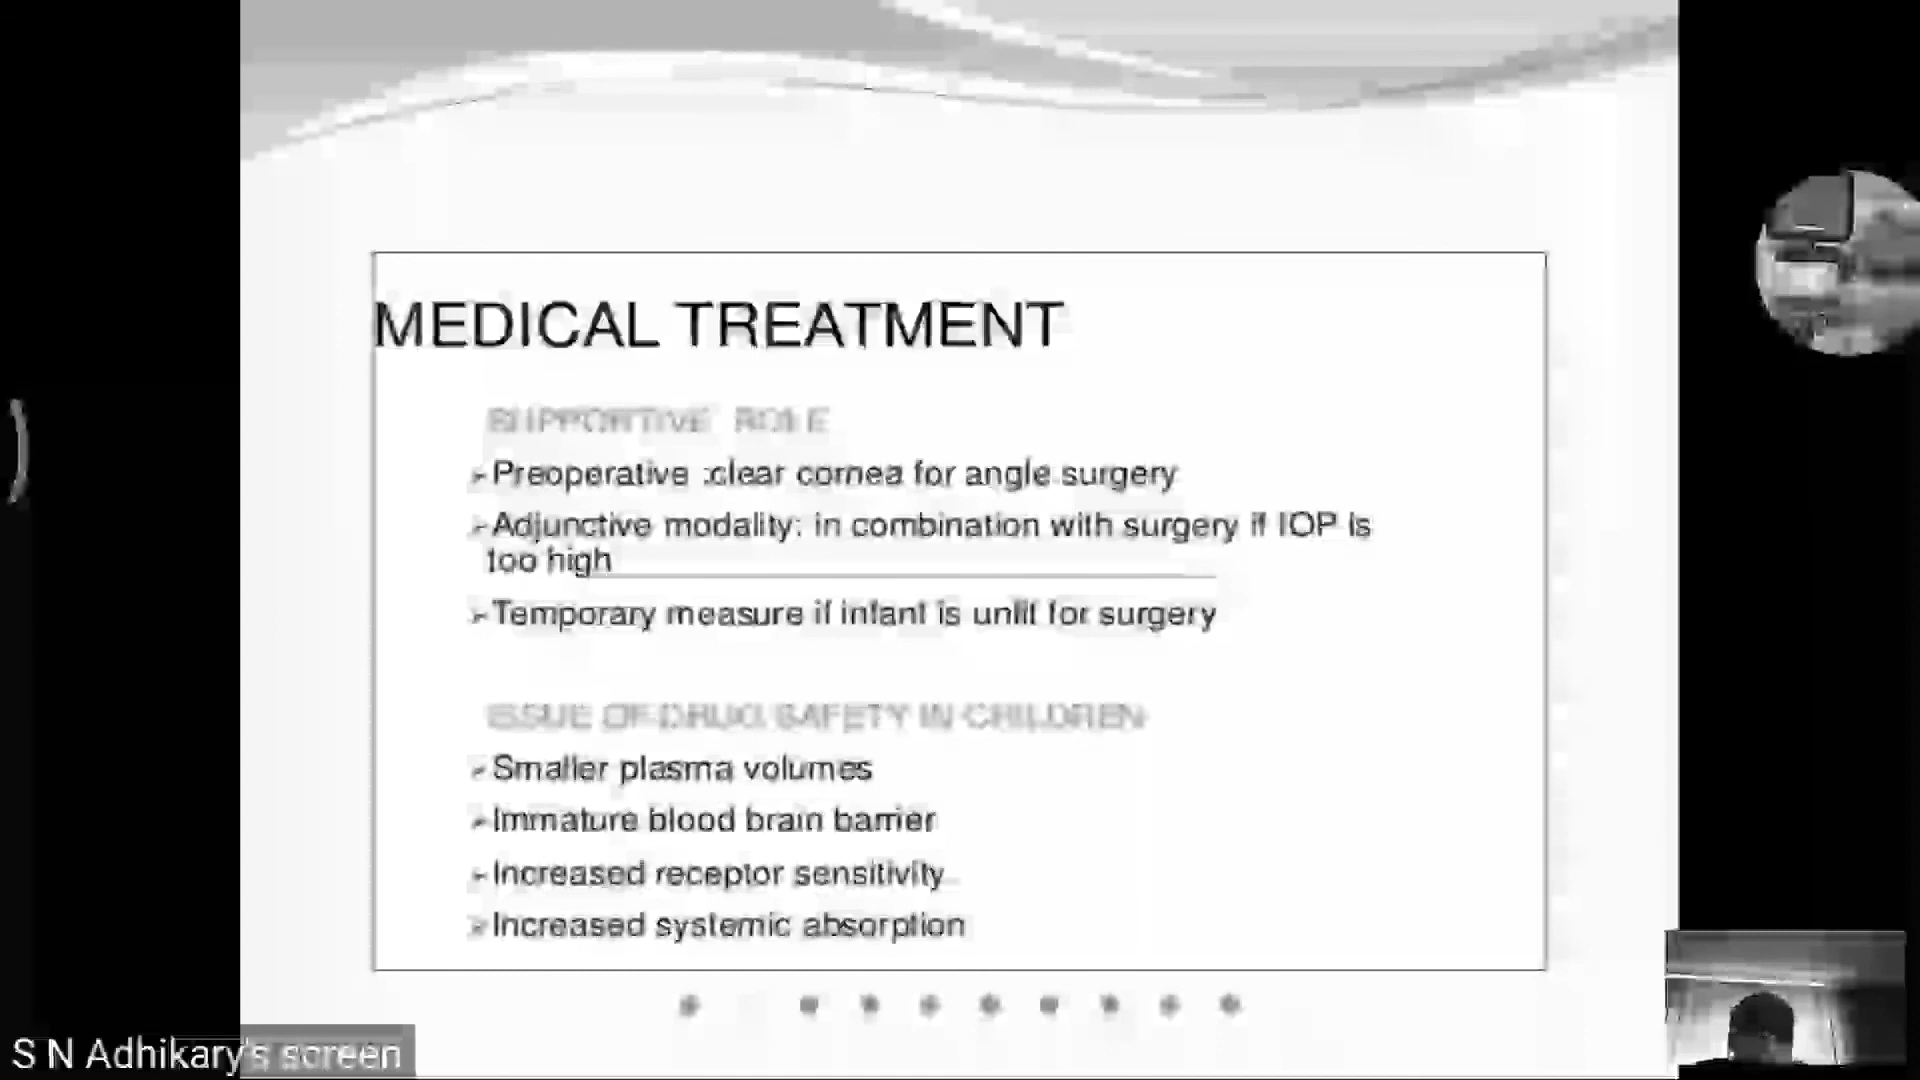 MEDICAL TREATMENT
SUPPORTIVE ROLE
➢Preoperative :clear cornea for angle surgery
➢Adjunctive modality: in combination with surgery if IOP is
too high
➢Temporary measure if infant is unfit for surgery
ISSUE OF DRUG SAFETY IN CHILDREN
➢Smaller plasma volumes
➢Immature blood brain barrier
➢Increased receptor sensitivity
➢Increased systemic absorption
S N Adhikary's screen